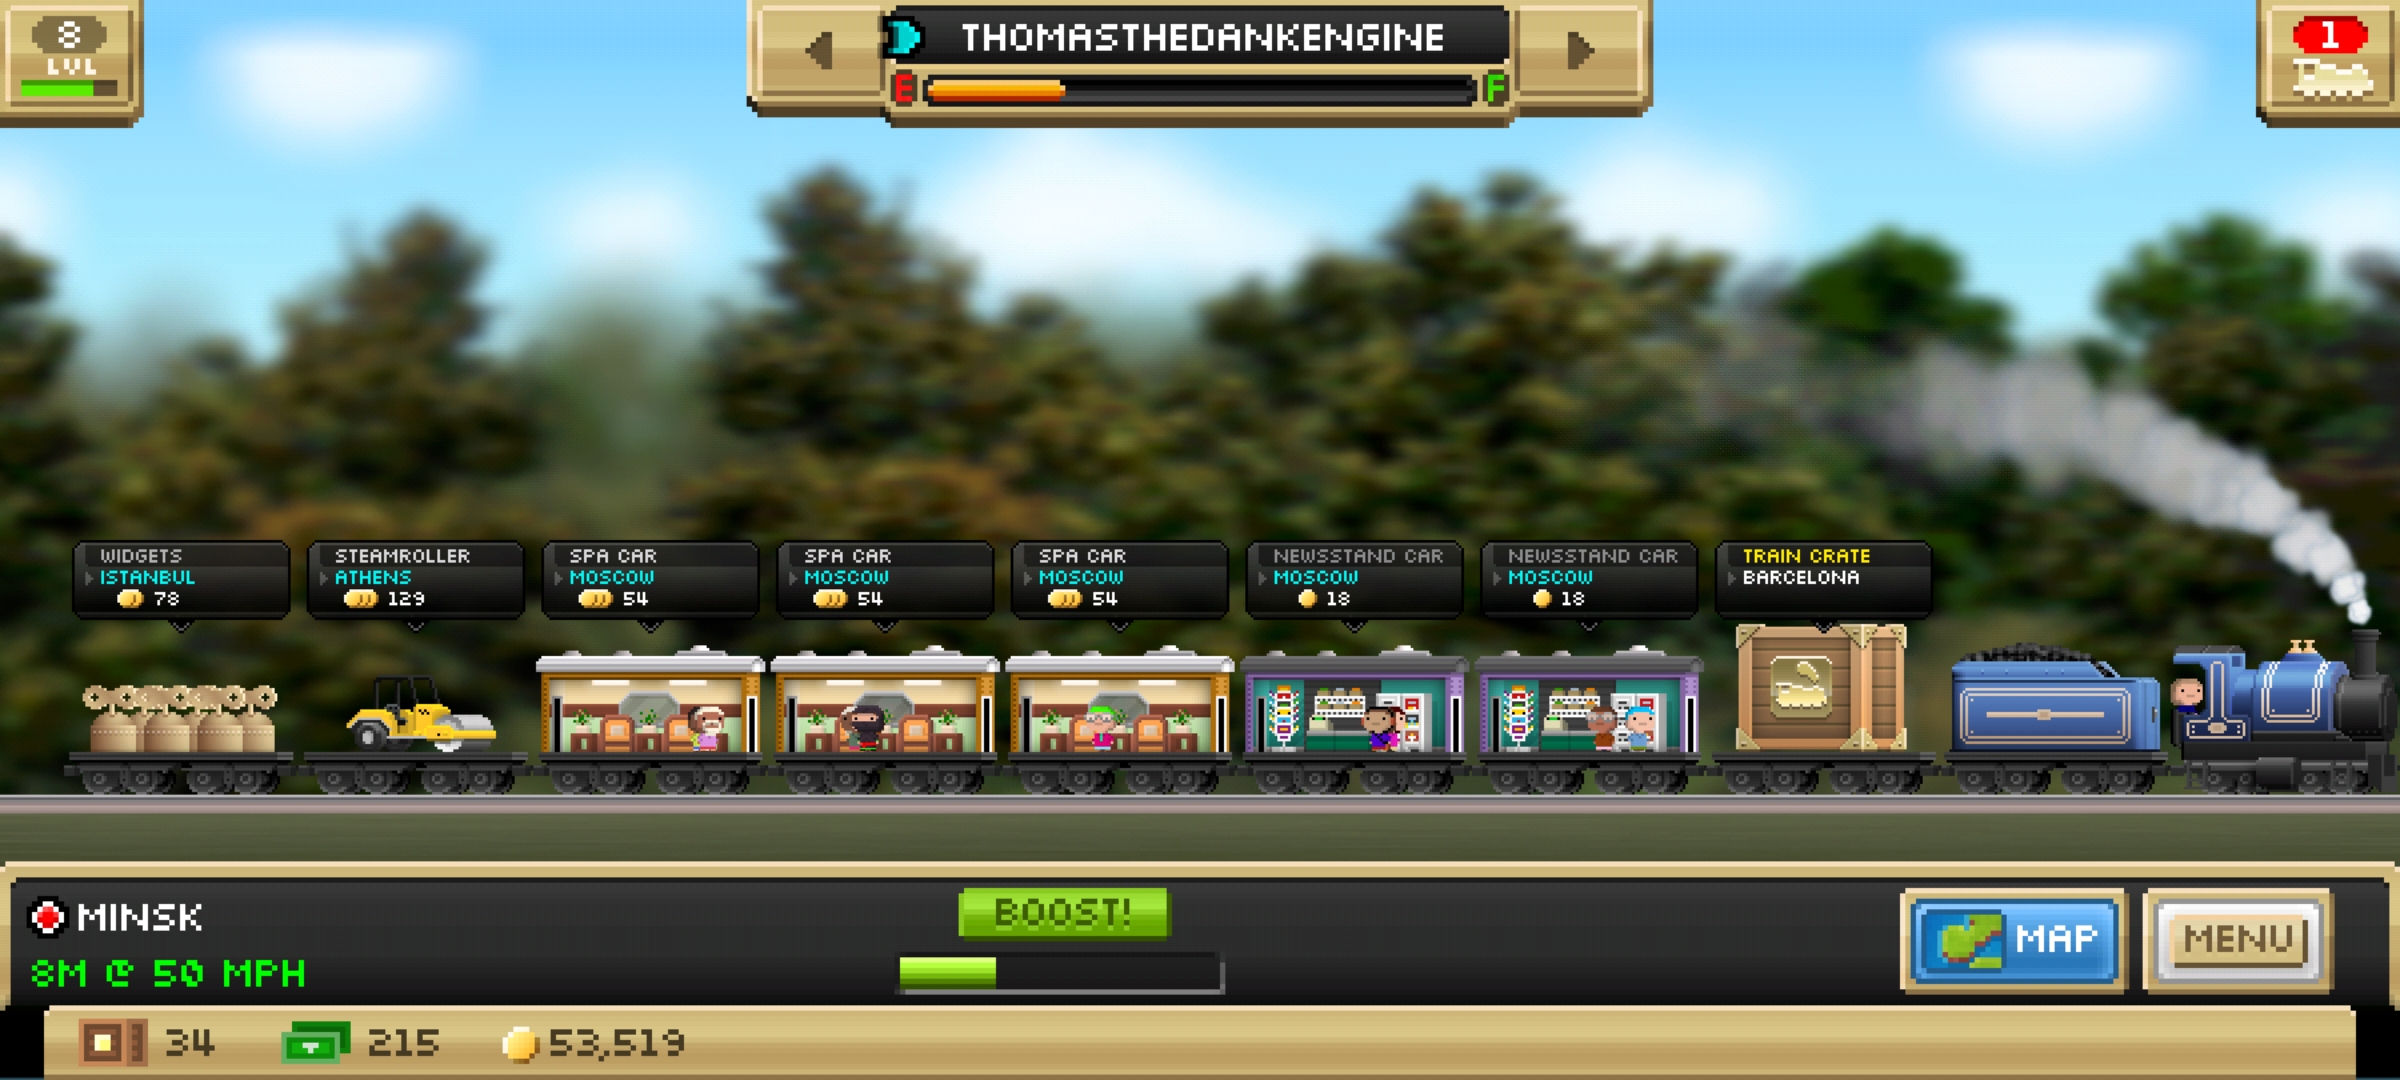 8
LVL
THOMASTHEDANKENGINE
E
F
1
WIDGETS
ISTANBUL
78
STEAMROLLER
ATHENS
129
SPA CAR
MOSCOW
54
SPA CAR
MOSCOW
54
SPA CAR
MOSCOW
54
NEWSSTAND CAR
MOSCOW
18
NEWSSTAND CAR
MOSCOW
18
TRAIN CRATE
BARCELONA
MINSK
8M @ 50 MPH
BOOST!
MAP
MENU
34
215
53,519